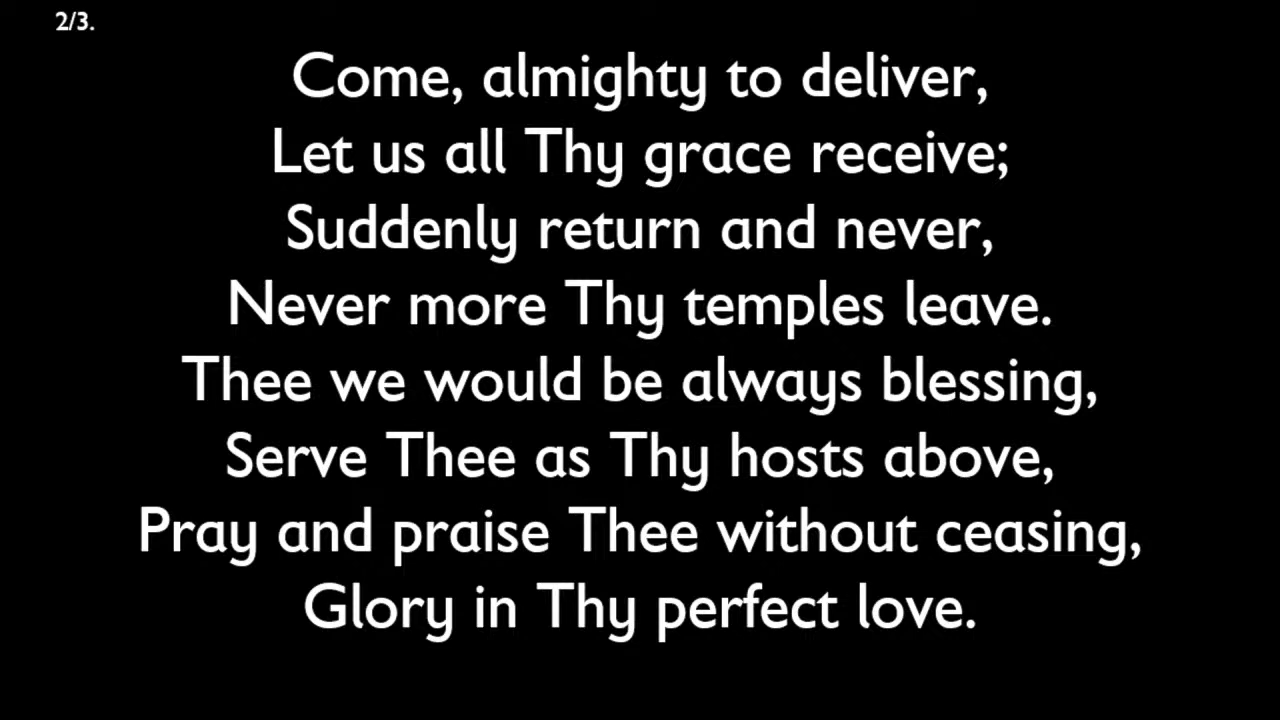 2/3.
Come, almighty to deliver,
Let us all Thy grace receive;
Suddenly return and never,
Never more Thy temples leave.
Thee we would be always blessing,
Serve Thee as Thy hosts above,
Pray and praise Thee without ceasing,
Glory in Thy perfect love.